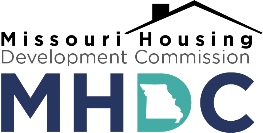 Missouri Housing
Development Commission
MHDC